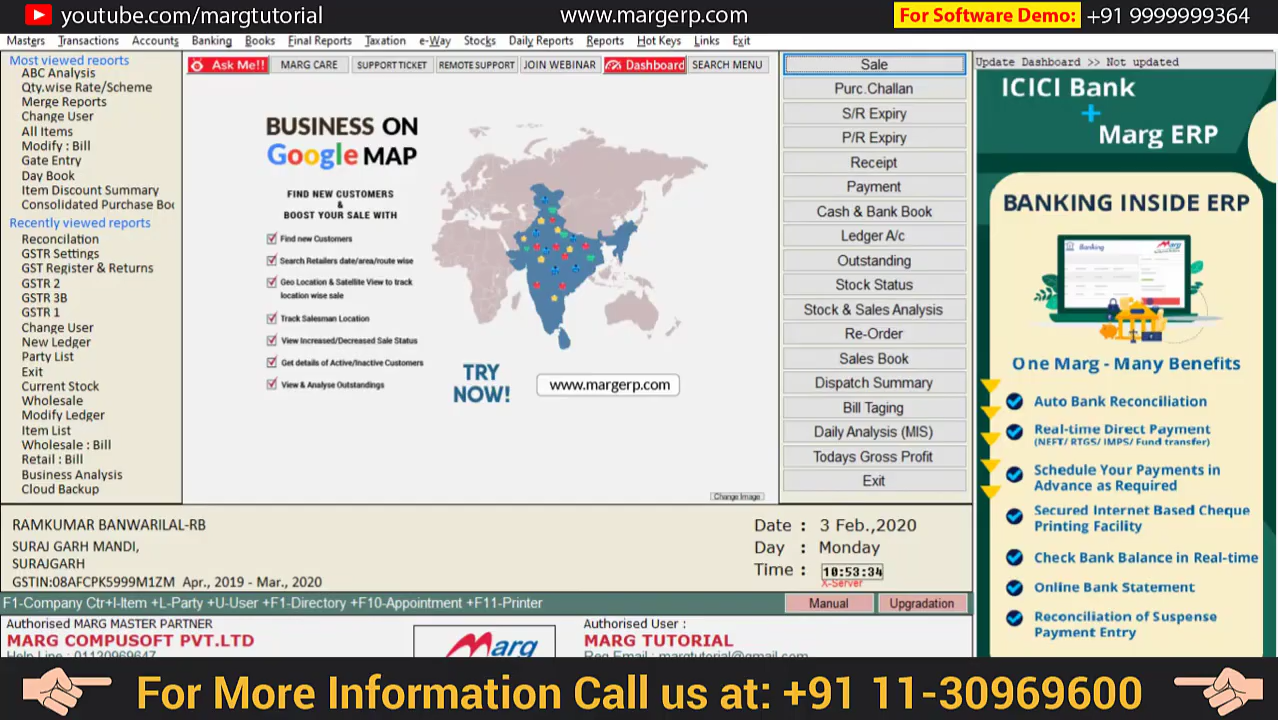 youtube.com/margtutorial
www.margerp.com
For Software Demo: +91 9999999364
Masters Transactions Accounts Banking Books Final Reports Taxation e-Way Stocks Daily Reports Reports Hot Keys Links Exit
Most viewed reports
ABC Analysis
Qty.wise Rate/Scheme
Merge Reports
Change User
All Items
Modify : Bill
Gate Entry
Day Book
Item Discount Summary
Consolidated Purchase Boo
Recently viewed reports
Reconcilation
GSTR Settings
GST Register & Returns
GSTR 2
GSTR 3B
GSTR 1
Change User
New Ledger
Party List
Exit
Current Stock
Wholesale
Modify Ledger
Item List
Wholesale : Bill
Retail : Bill
Business Analysis
Cloud Backup
Ask Me!! MARG CARE SUPPORT TICKET REMOTE SUPPORT JOIN WEBINAR Dashboard SEARCH MENU
BUSINESS ON
Google MAP
FIND NEW CUSTOMERS
&
BOOST YOUR SALE WITH
Find new Customers
Search Retailers date/area/route wise
Geo Location & Satellite View to track
location wise sale
Track Salesman Location
View Increased/Decreased Sale Status
Get details of Active/Inactive Customers
View & Analyse Outstandings
TRY
NOW!
www.margerp.com
Change Image
Sale
Purc.Challan
S/R Expiry
P/R Expiry
Receipt
Payment
Cash & Bank Book
Ledger A/c
Outstanding
Stock Status
Stock & Sales Analysis
Re-Order
Sales Book
Dispatch Summary
Bill Taging
Daily Analysis (MIS)
Todays Gross Profit
Exit
Update Dashboard >> Not updated
ICICI Bank
+
Marg ERP
BANKING INSIDE ERP
Banking
Marg
One Marg - Many Benefits
Auto Bank Reconciliation
Real-time Direct Payment
(NEFT/ RTGS/ IMPS/ Fund transfer)
Schedule Your Payments in
Advance as Required
Secured Internet Based Cheque
Printing Facility
Check Bank Balance in Real-time
Online Bank Statement
Reconciliation of Suspense
Payment Entry
RAMKUMAR BANWARILAL-RB
SURAJ GARH MANDI,
SURAJGARH
GSTIN:08AFCPK5999M1ZM Apr., 2019 - Mar., 2020
Date : 3 Feb.,2020
Day : Monday
Time : 10:53:34
X-Server
F1-Company Ctr+I-Item +L-Party +U-User +F1-Directory +F10-Appointment +F11-Printer
Manual Upgradation
Authorised MARG MASTER PARTNER
MARG COMPUSOFT PVT.LTD
Help Line : 01130969647
Marg
Authorised User :
MARG TUTORIAL
Reg.Email : margtutorial@gmail.com
For More Information Call us at: +91 11-30969600